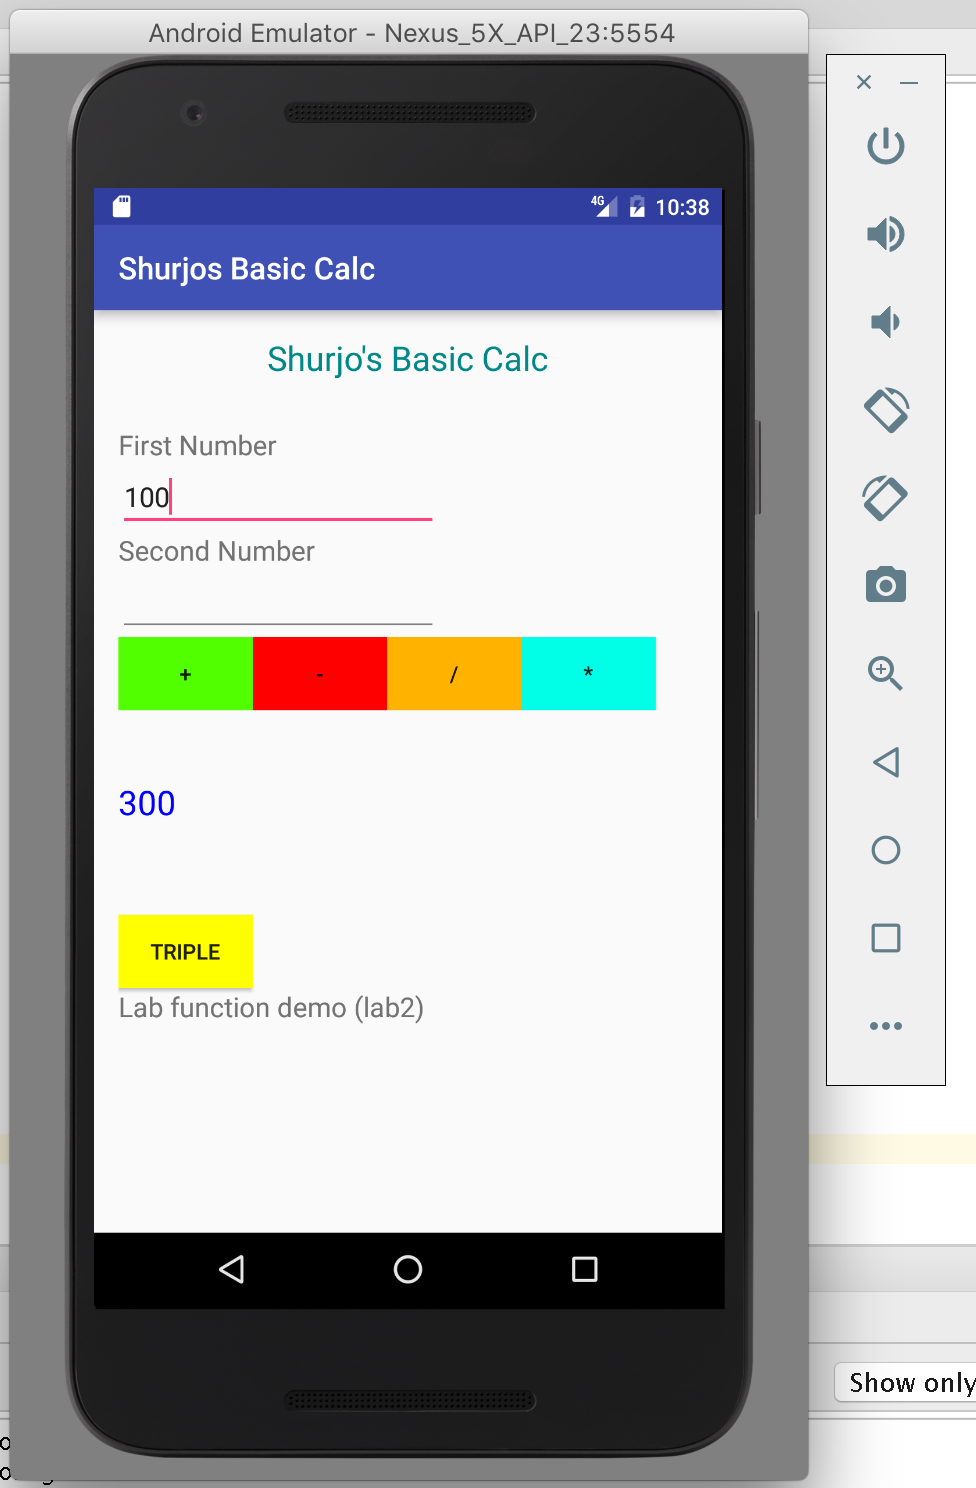 Android Emulator - Nexus_5X_API_23:5554
4G 10:38
Shurjos Basic Calc
Shurjo's Basic Calc
First Number
100
Second Number
+ - / *
300
TRIPLE
Lab function demo (lab2)
Show only